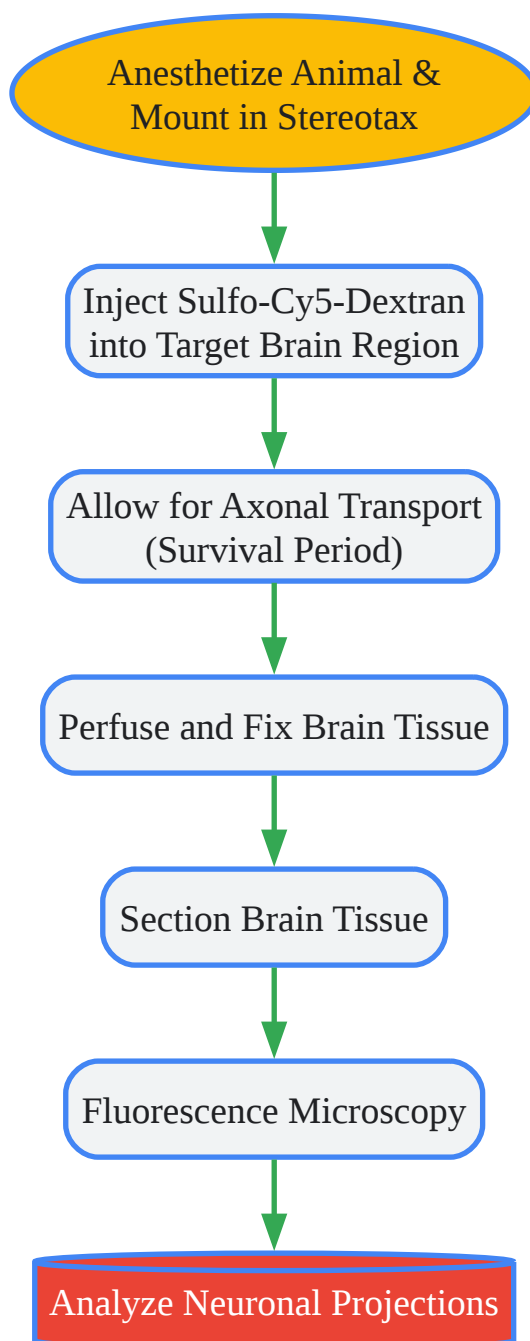 Anesthetize Animal &
Mount in Stereotax
Inject Sulfo-Cy5-Dextran
into Target Brain Region
Allow for Axonal Transport
(Survival Period)
Perfuse and Fix Brain Tissue
Section Brain Tissue
Fluorescence Microscopy
Analyze Neuronal Projections